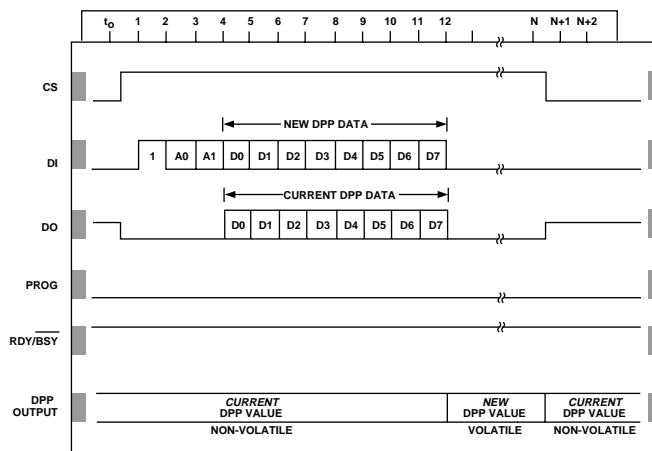 to 1 2 3 4 5 6 7 8 9 10 11 12 N N+1 N+2
CS
NEW DPP DATA
DI 1 A0 A1 D0 D1 D2 D3 D4 D5 D6 D7
CURRENT DPP DATA
DO D0 D1 D2 D3 D4 D5 D6 D7
PROG
RDY/BSY
DPP OUTPUT
CURRENT DPP VALUE
NON-VOLATILE
NEW DPP VALUE
VOLATILE
CURRENT DPP VALUE
NON-VOLATILE